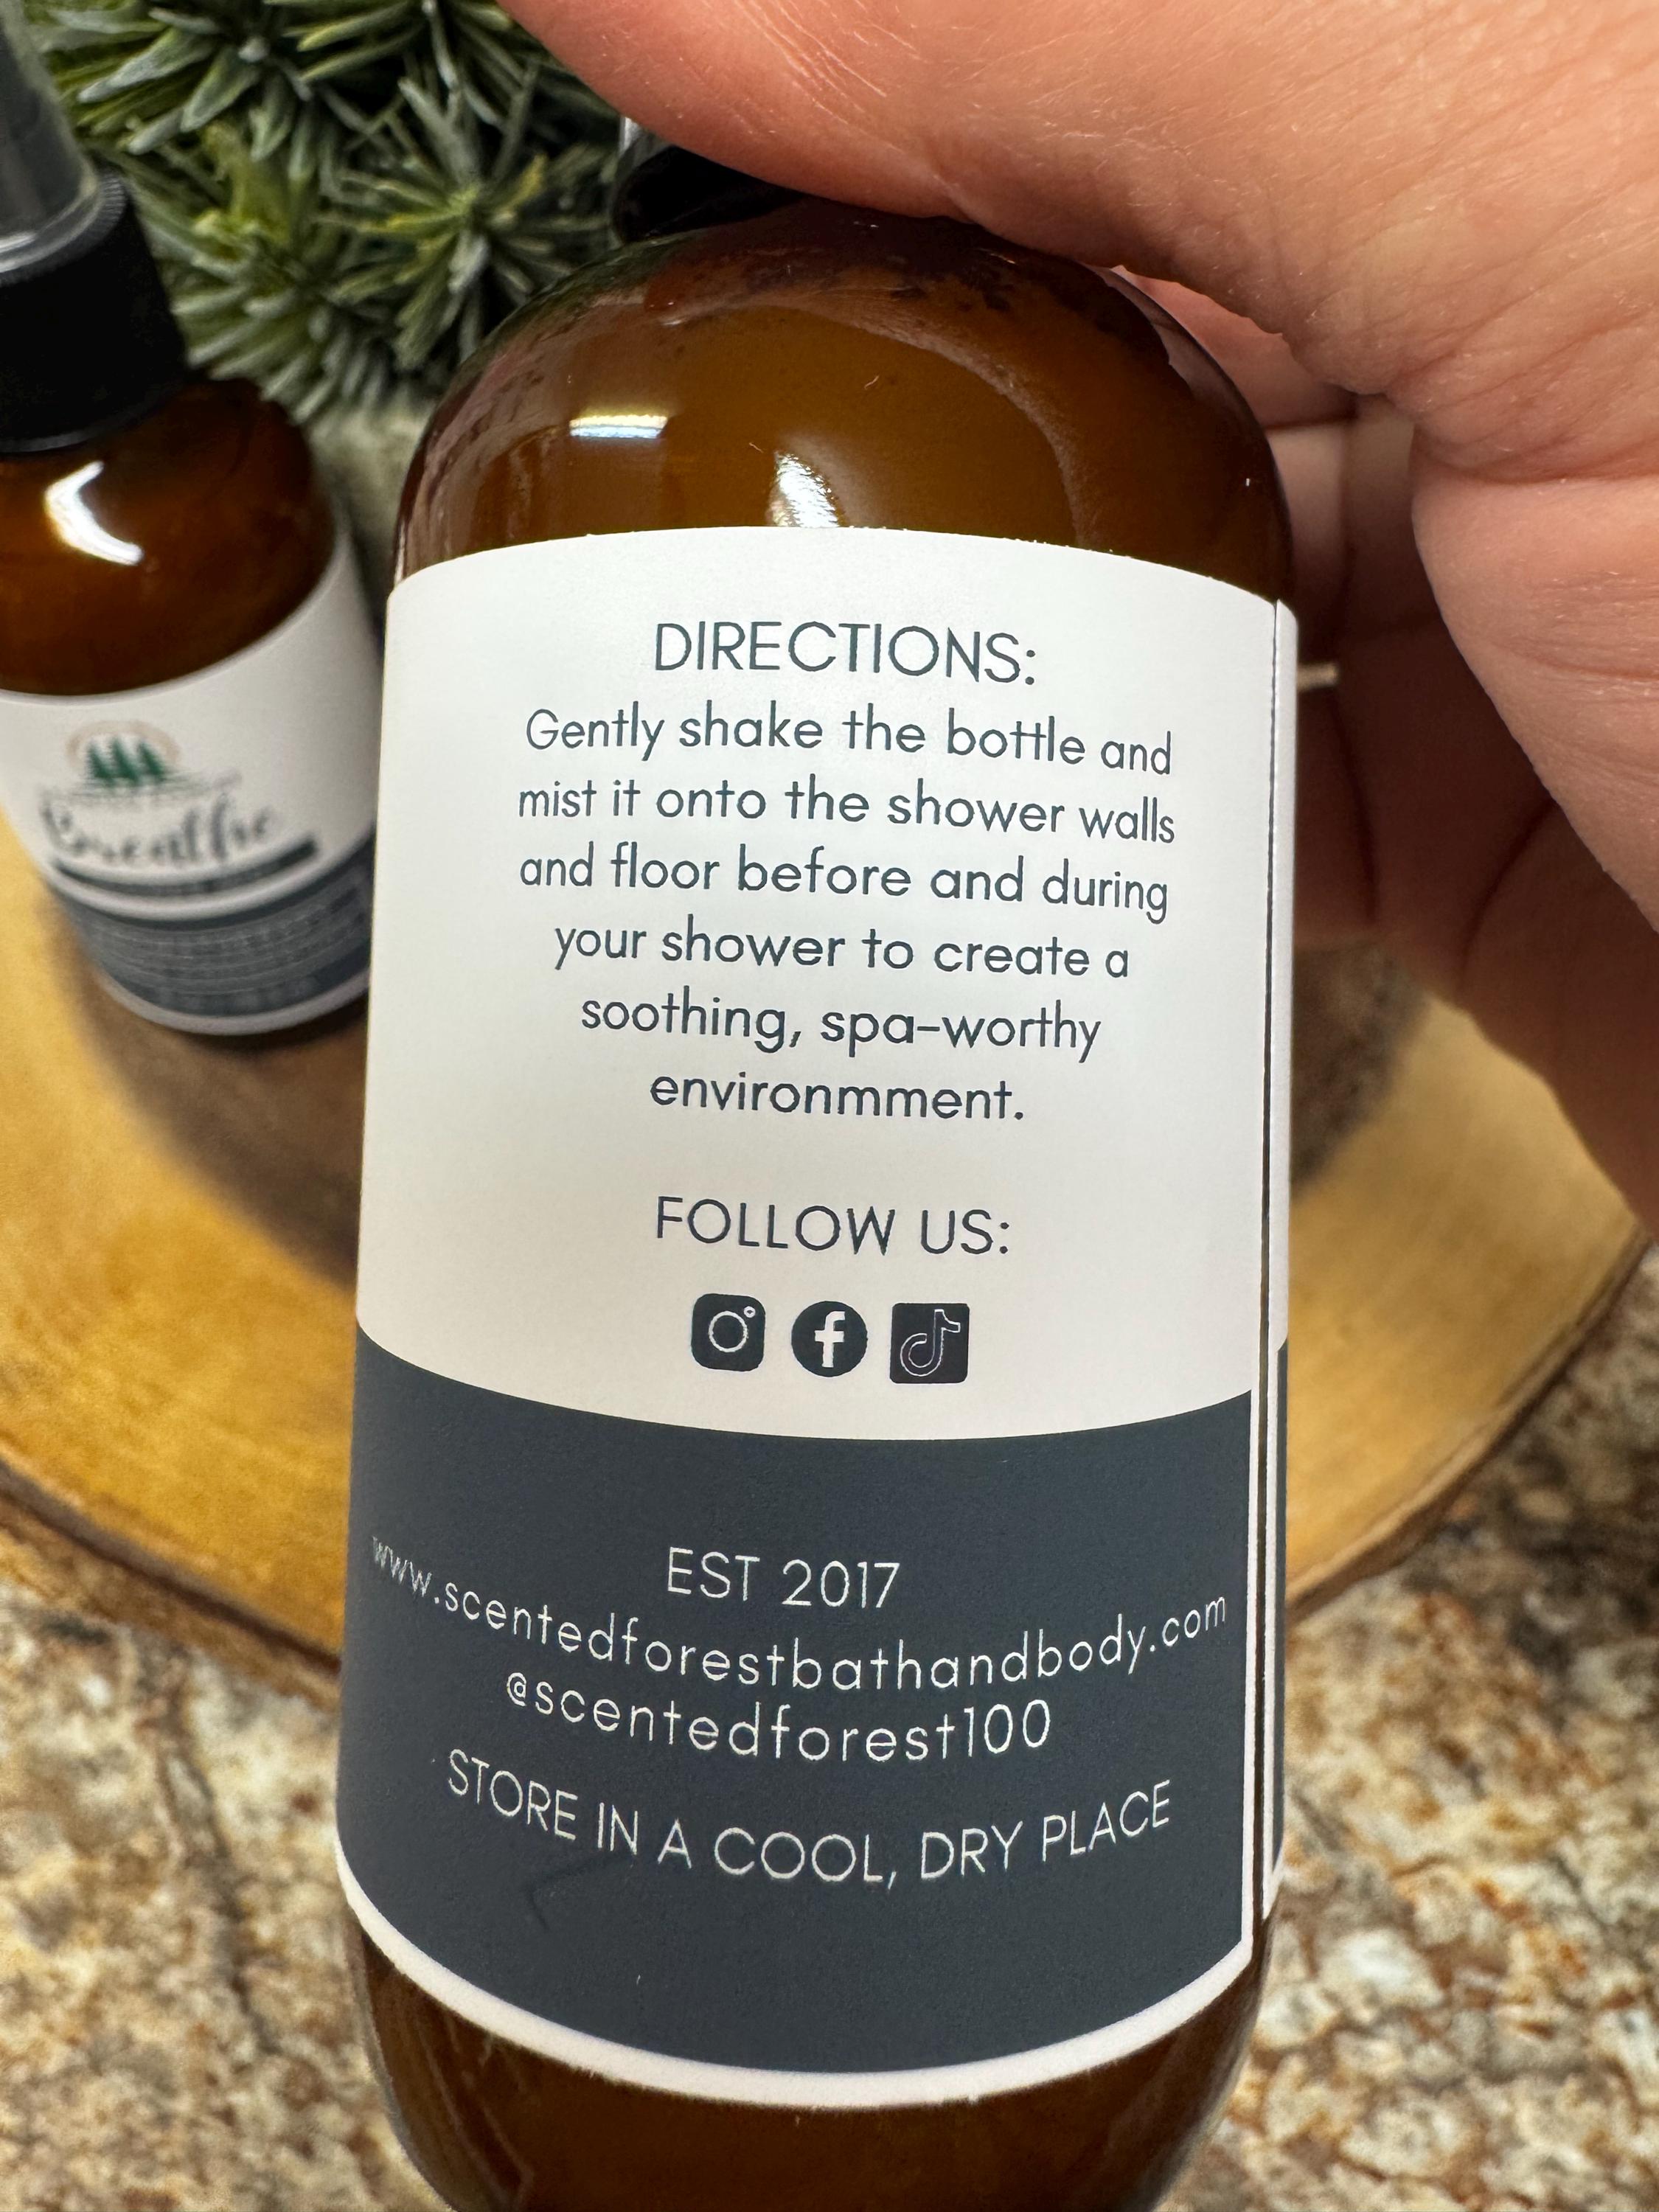 DIRECTIONS:
Gently shake the bottle and
mist it onto the shower walls
and floor before and during
your shower to create a
soothing, spa-worthy
environmment.
FOLLOW US:
EST 2017
www.scentedforestbathandbody.com
@scentedforest100
STORE IN A COOL, DRY PLACE
Breathe